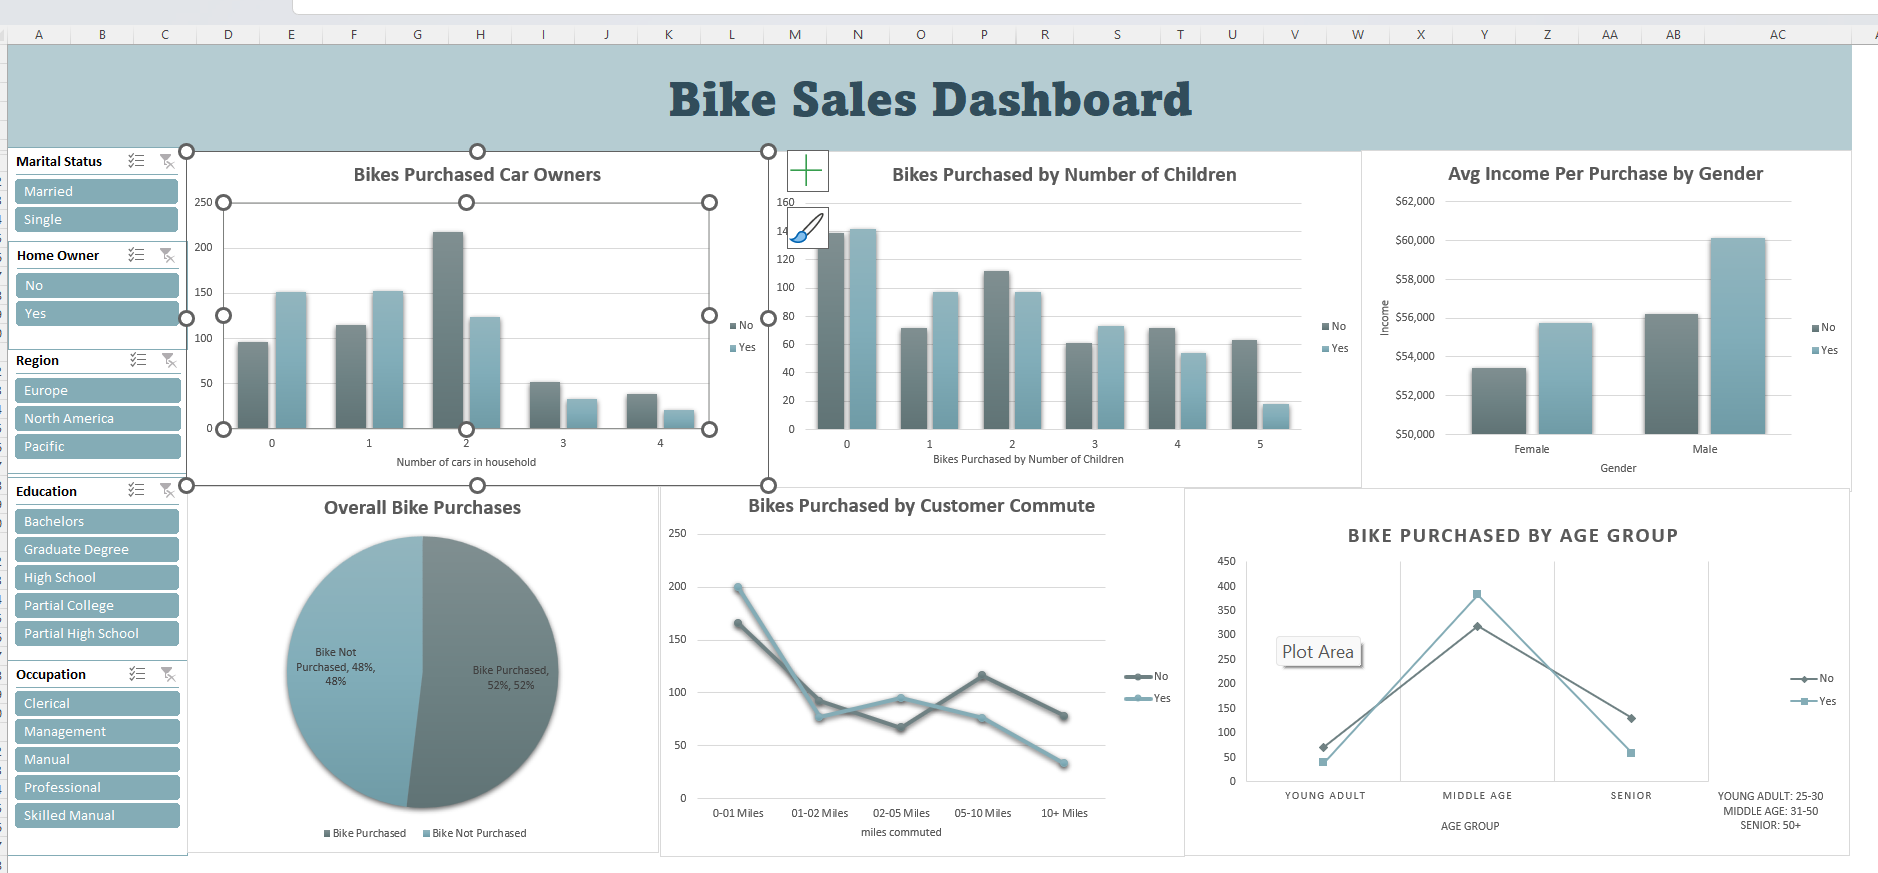 A B C D E F G H I J K L M N O P R S T U V W X Y Z AA AB AC
Bike Sales Dashboard
Marital Status
Married
Single
Home Owner
No
Yes
Region
Europe
North America
Pacific
Education
Bachelors
Graduate Degree
High School
Partial College
Partial High School
Occupation
Clerical
Management
Manual
Professional
Skilled Manual
Bikes Purchased Car Owners
250
200
150
100
50
0
0 1 2 3 4
Number of cars in household
No
Yes
Bikes Purchased by Number of Children
160
120
100
80
60
40
20
0
0 1 2 3 4 5
Bikes Purchased by Number of Children
No
Yes
Avg Income Per Purchase by Gender
$62,000
$60,000
$58,000
$56,000
$54,000
$52,000
$50,000
Income
Female Male
Gender
No
Yes
Overall Bike Purchases
Bike Not
Purchased, 48%,
48%
Bike Purchased,
52%, 52%
Bike Purchased Bike Not Purchased
Bikes Purchased by Customer Commute
250
200
150
100
50
0
0-01 Miles 01-02 Miles 02-05 Miles 05-10 Miles 10+ Miles
miles commuted
No
Yes
BIKE PURCHASED BY AGE GROUP
450
400
350
300
250
200
150
100
50
0
Plot Area
YOUNG ADULT MIDDLE AGE SENIOR
AGE GROUP
No
Yes
YOUNG ADULT: 25-30
MIDDLE AGE: 31-50
SENIOR: 50+